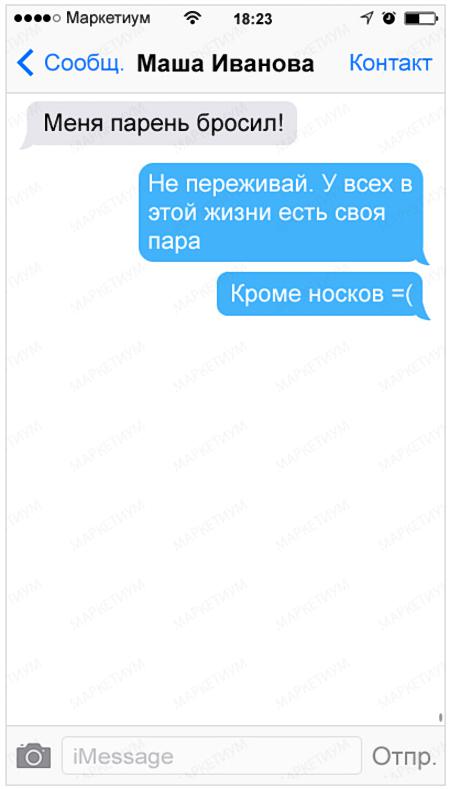 Маркетиум 18:23
Сообщ. Маша Иванова Контакт
Меня парень бросил!
Не переживай. У всех в
этой жизни есть своя
пара
Кроме носков =(
iMessage Отпр.
МАРКЕТИУМ